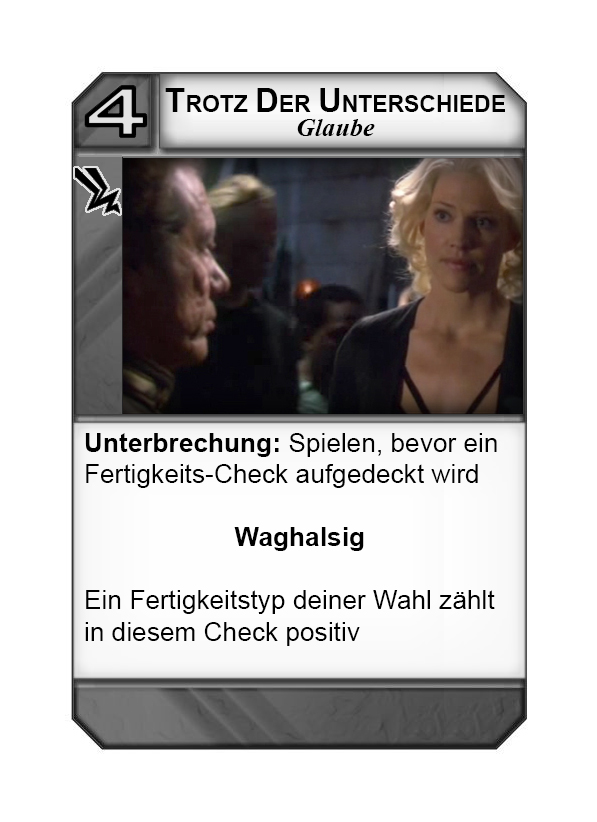 4
Trotz Der Unterschiede
Glaube
Unterbrechung: Spielen, bevor ein
Fertigkeits-Check aufgedeckt wird
Waghalsig
Ein Fertigkeitstyp deiner Wahl zählt
in diesem Check positiv